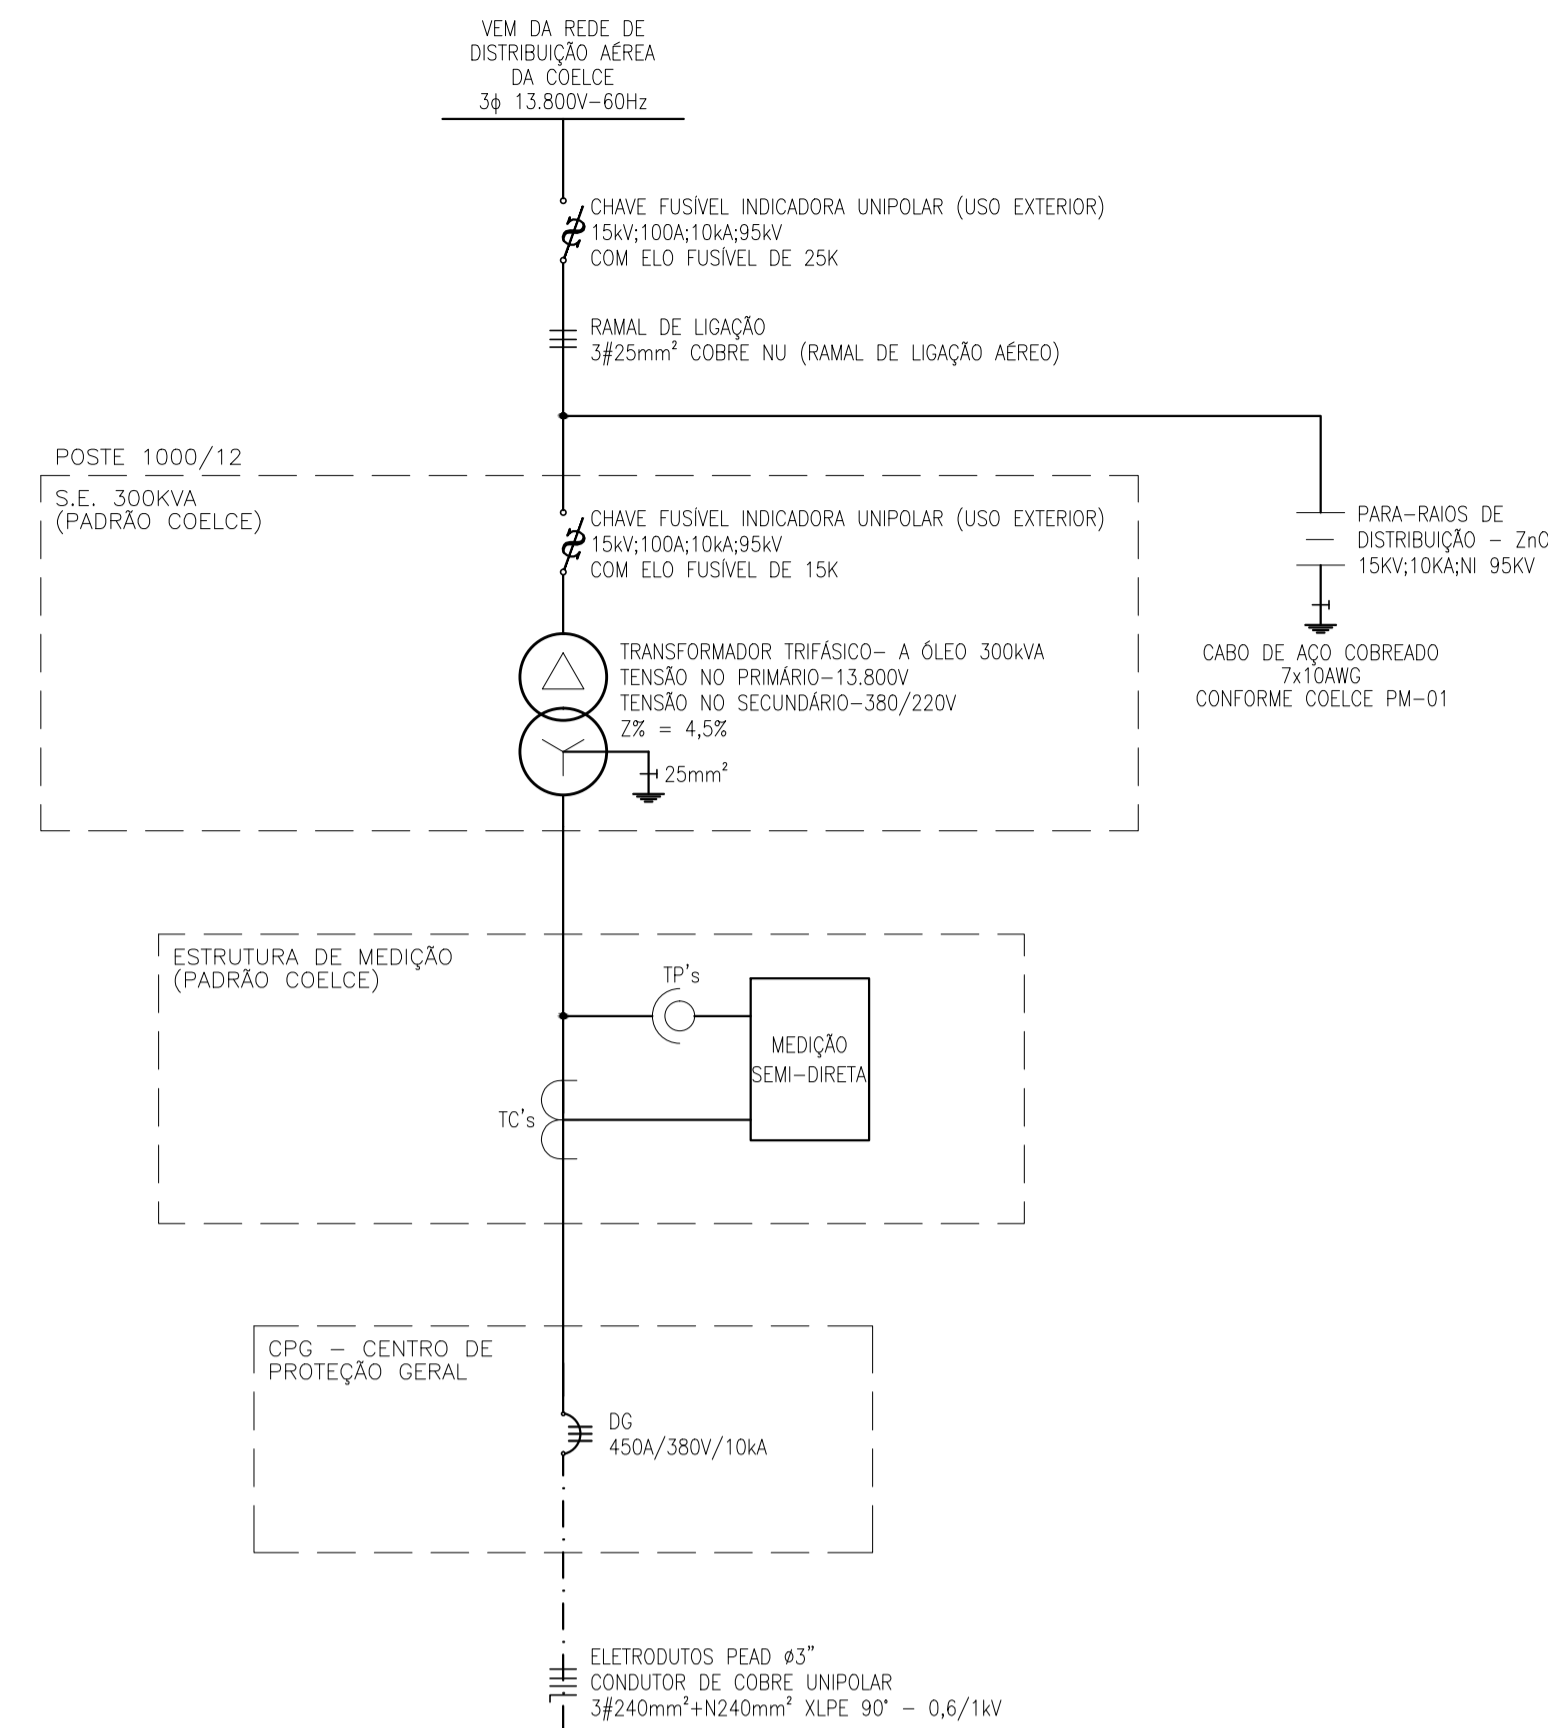 VEM DA REDE DE
DISTRIBUIÇÃO AÉREA
DA COELCE
3ϕ 13.800V-60Hz
CHAVE FUSÍVEL INDICADORA UNIPOLAR (USO EXTERIOR)
15kV;100A;10kA;95kV
COM ELO FUSÍVEL DE 25K
RAMAL DE LIGAÇÃO
3#25mm² COBRE NU (RAMAL DE LIGAÇÃO AÉREO)
POSTE 1000/12
S.E. 300KVA
(PADRÃO COELCE)
CHAVE FUSÍVEL INDICADORA UNIPOLAR (USO EXTERIOR)
15kV;100A;10kA;95kV
COM ELO FUSÍVEL DE 15K
PARA-RAIOS DE
DISTRIBUIÇÃO - ZnO
15KV;10KA;NI 95KV
CABO DE AÇO COBREADO
7x10AWG
CONFORME COELCE PM-01
TRANSFORMADOR TRIFÁSICO- A ÓLEO 300kVA
TENSÃO NO PRIMÁRIO-13.800V
TENSÃO NO SECUNDÁRIO-380/220V
Z% = 4,5%
25mm²
ESTRUTURA DE MEDIÇÃO
(PADRÃO COELCE)
TP's
MEDIÇÃO
SEMI-DIRETA
TC's
CPG - CENTRO DE
PROTEÇÃO GERAL
DG
450A/380V/10kA
ELETRODUTOS PEAD ø3"
CONDUTOR DE COBRE UNIPOLAR
3#240mm²+N240mm² XLPE 90° - 0,6/1kV